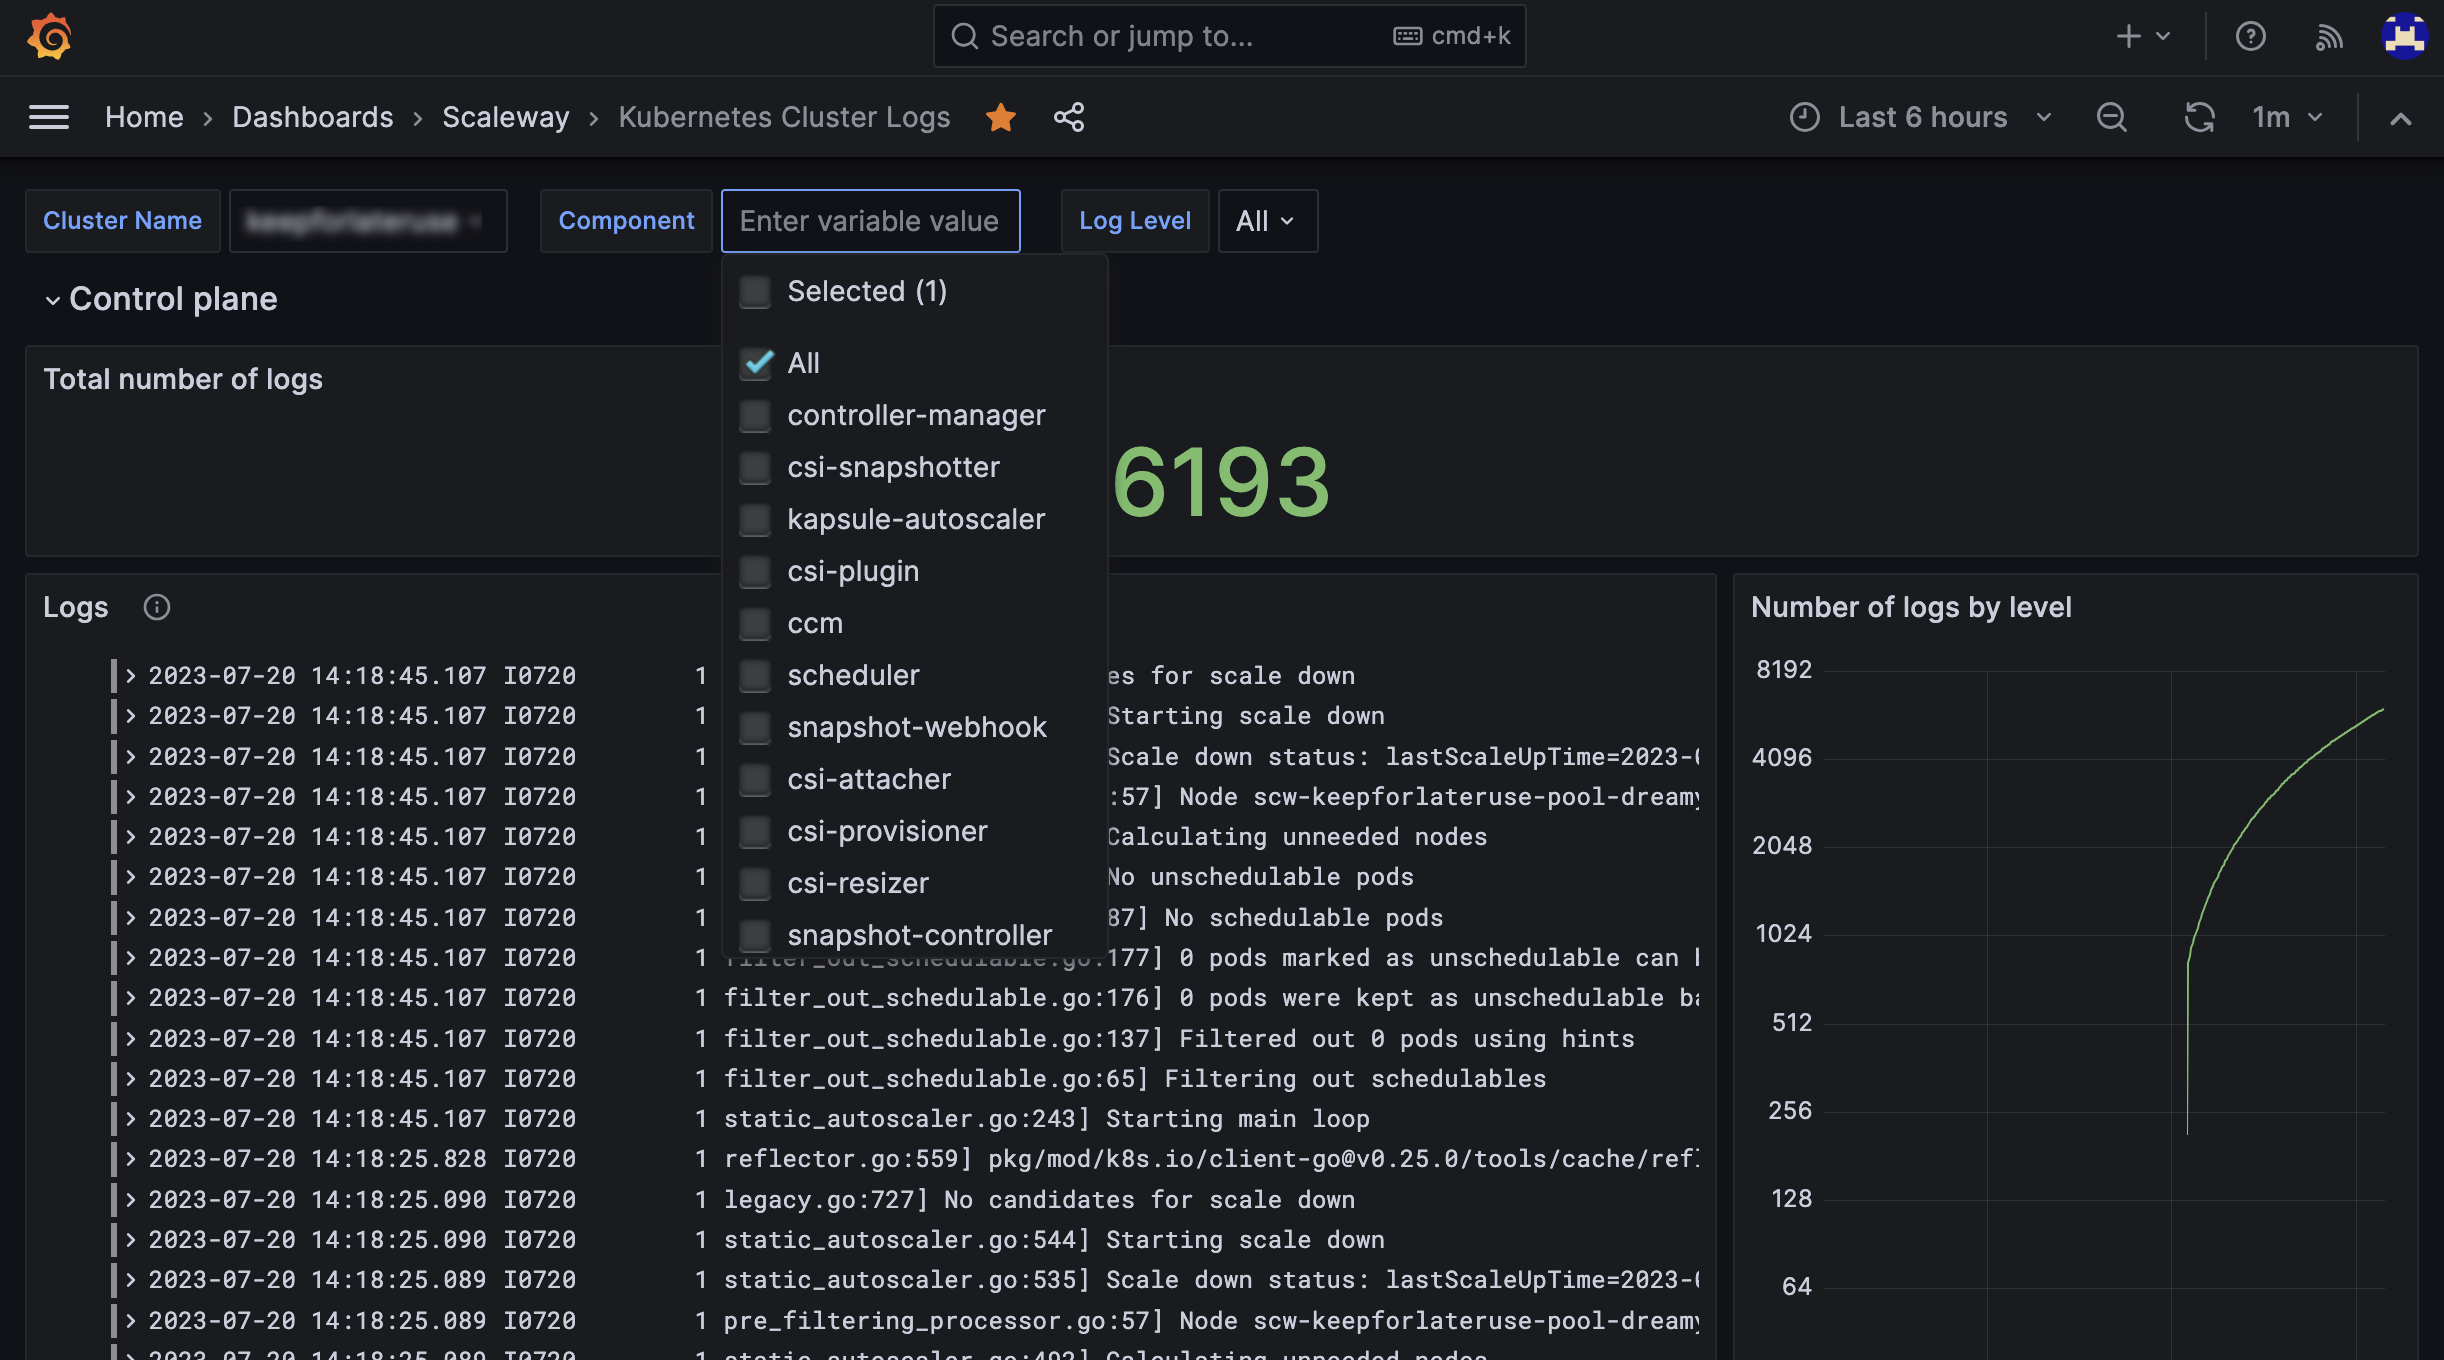 Search or jump to... cmd+k
Home › Dashboards › Scaleway › Kubernetes Cluster Logs Last 6 hours 1m
Cluster Name keepforlateruse Component Enter variable value Log Level All
Control plane
Selected (1)
All
controller-manager
csi-snapshotter
kapsule-autoscaler
csi-plugin
ccm
scheduler
snapshot-webhook
csi-attacher
csi-provisioner
csi-resizer
snapshot-controller
Total number of logs
6193
Logs
2023-07-20 14:18:45.107 I0720 1 es for scale down
2023-07-20 14:18:45.107 I0720 1 Starting scale down
2023-07-20 14:18:45.107 I0720 1 Scale down status: lastScaleUpTime=2023-0
2023-07-20 14:18:45.107 I0720 1 :57] Node scw-keepforlateruse-pool-dreamy
2023-07-20 14:18:45.107 I0720 1 Calculating unneeded nodes
2023-07-20 14:18:45.107 I0720 1 No unschedulable pods
2023-07-20 14:18:45.107 I0720 1 87] No schedulable pods
2023-07-20 14:18:45.107 I0720 1 filter_out_schedulable.go:177] 0 pods marked as unschedulable can
2023-07-20 14:18:45.107 I0720 1 filter_out_schedulable.go:176] 0 pods were kept as unschedulable ba
2023-07-20 14:18:45.107 I0720 1 filter_out_schedulable.go:137] Filtered out 0 pods using hints
2023-07-20 14:18:45.107 I0720 1 filter_out_schedulable.go:65] Filtering out schedulables
2023-07-20 14:18:45.107 I0720 1 static_autoscaler.go:243] Starting main loop
2023-07-20 14:18:25.828 I0720 1 reflector.go:559] pkg/mod/k8s.io/client-go@v0.25.0/tools/cache/refl
2023-07-20 14:18:25.090 I0720 1 legacy.go:727] No candidates for scale down
2023-07-20 14:18:25.090 I0720 1 static_autoscaler.go:544] Starting scale down
2023-07-20 14:18:25.089 I0720 1 static_autoscaler.go:535] Scale down status: lastScaleUpTime=2023-0
2023-07-20 14:18:25.089 I0720 1 pre_filtering_processor.go:57] Node scw-keepforlateruse-pool-dreamy
2023-07-20 14:18:25.089 I0720 1 static_autoscaler.go:492] Calculating unneeded nodes
Number of logs by level
8192
4096
2048
1024
512
256
128
64